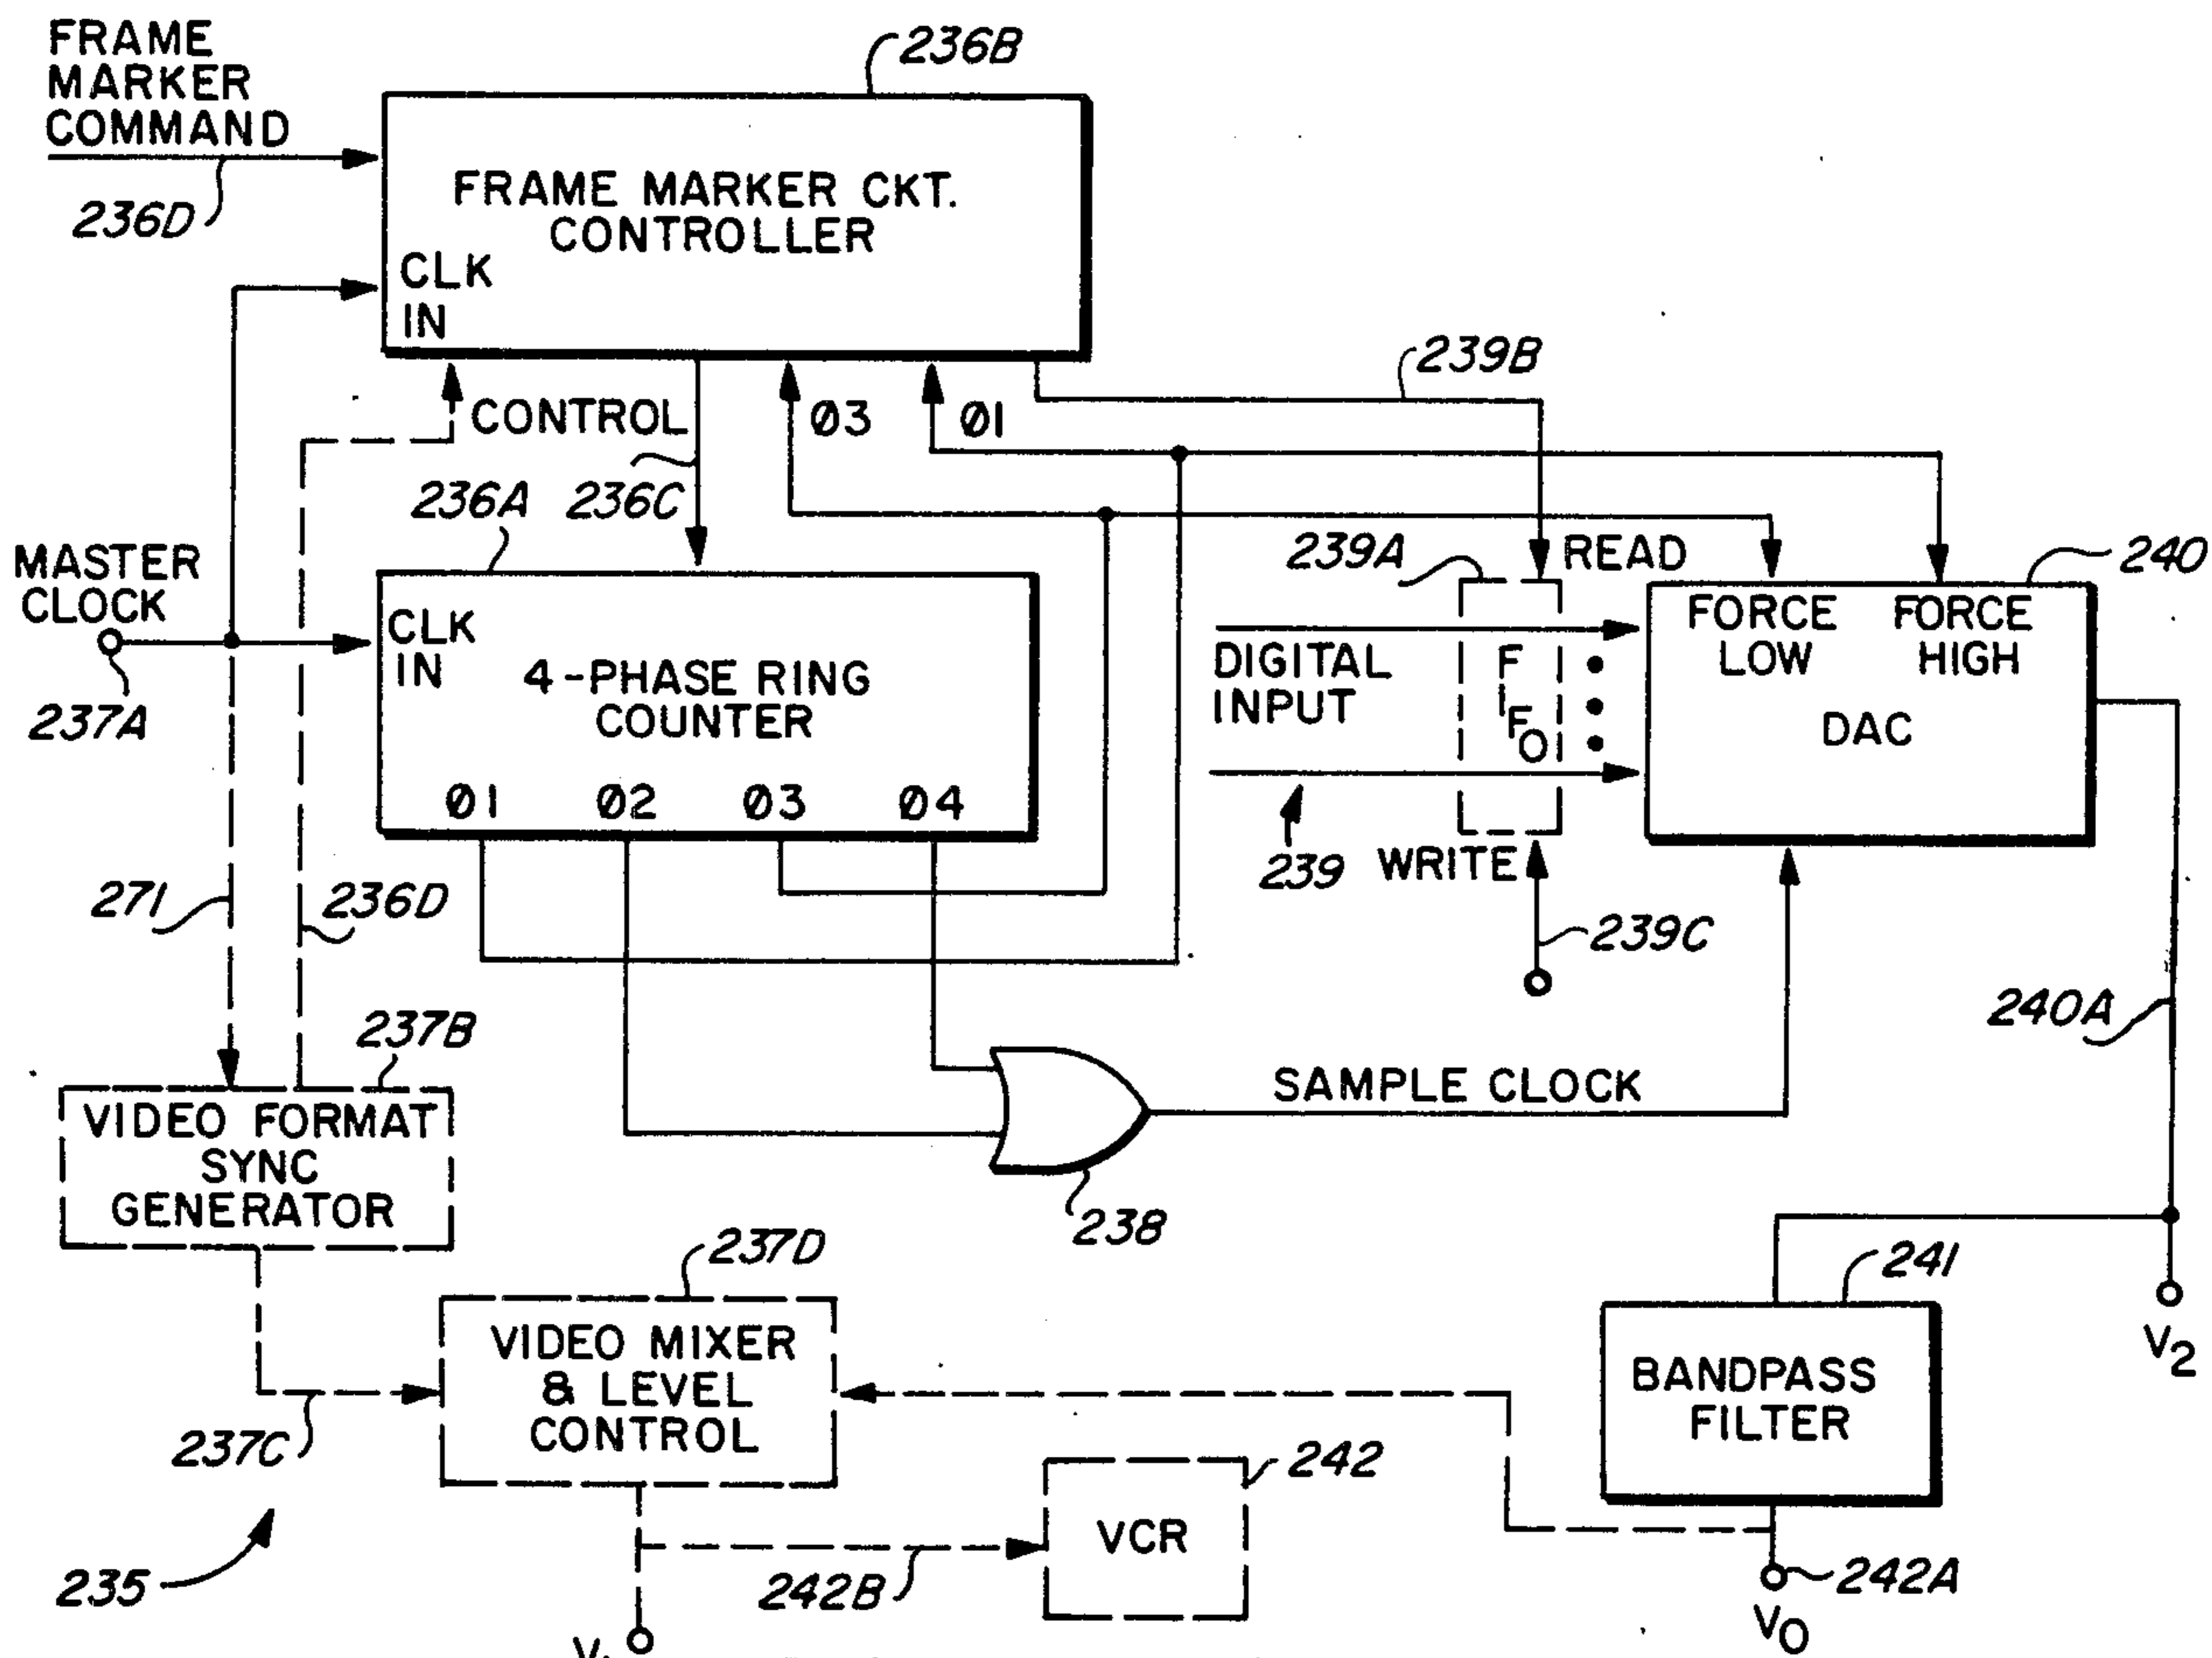 FRAME
MARKER
COMMAND
236D
236B
FRAME MARKER CKT.
CONTROLLER
CLK
IN
CONTROL
236C
Ø3
Ø1
239B
236A
MASTER
CLOCK
237A
CLK
IN
4-PHASE RING
COUNTER
Ø1 Ø2 Ø3 Ø4
239A
READ
DIGITAL
INPUT
FIFO
239
WRITE
239C
240
FORCE
LOW
FORCE
HIGH
DAC
271
236D
240A
237B
VIDEO FORMAT
SYNC
GENERATOR
SAMPLE CLOCK
238
237D
VIDEO MIXER
& LEVEL
CONTROL
237C
241
BANDPASS
FILTER
V2
242
VCR
242B
235
242A
V0